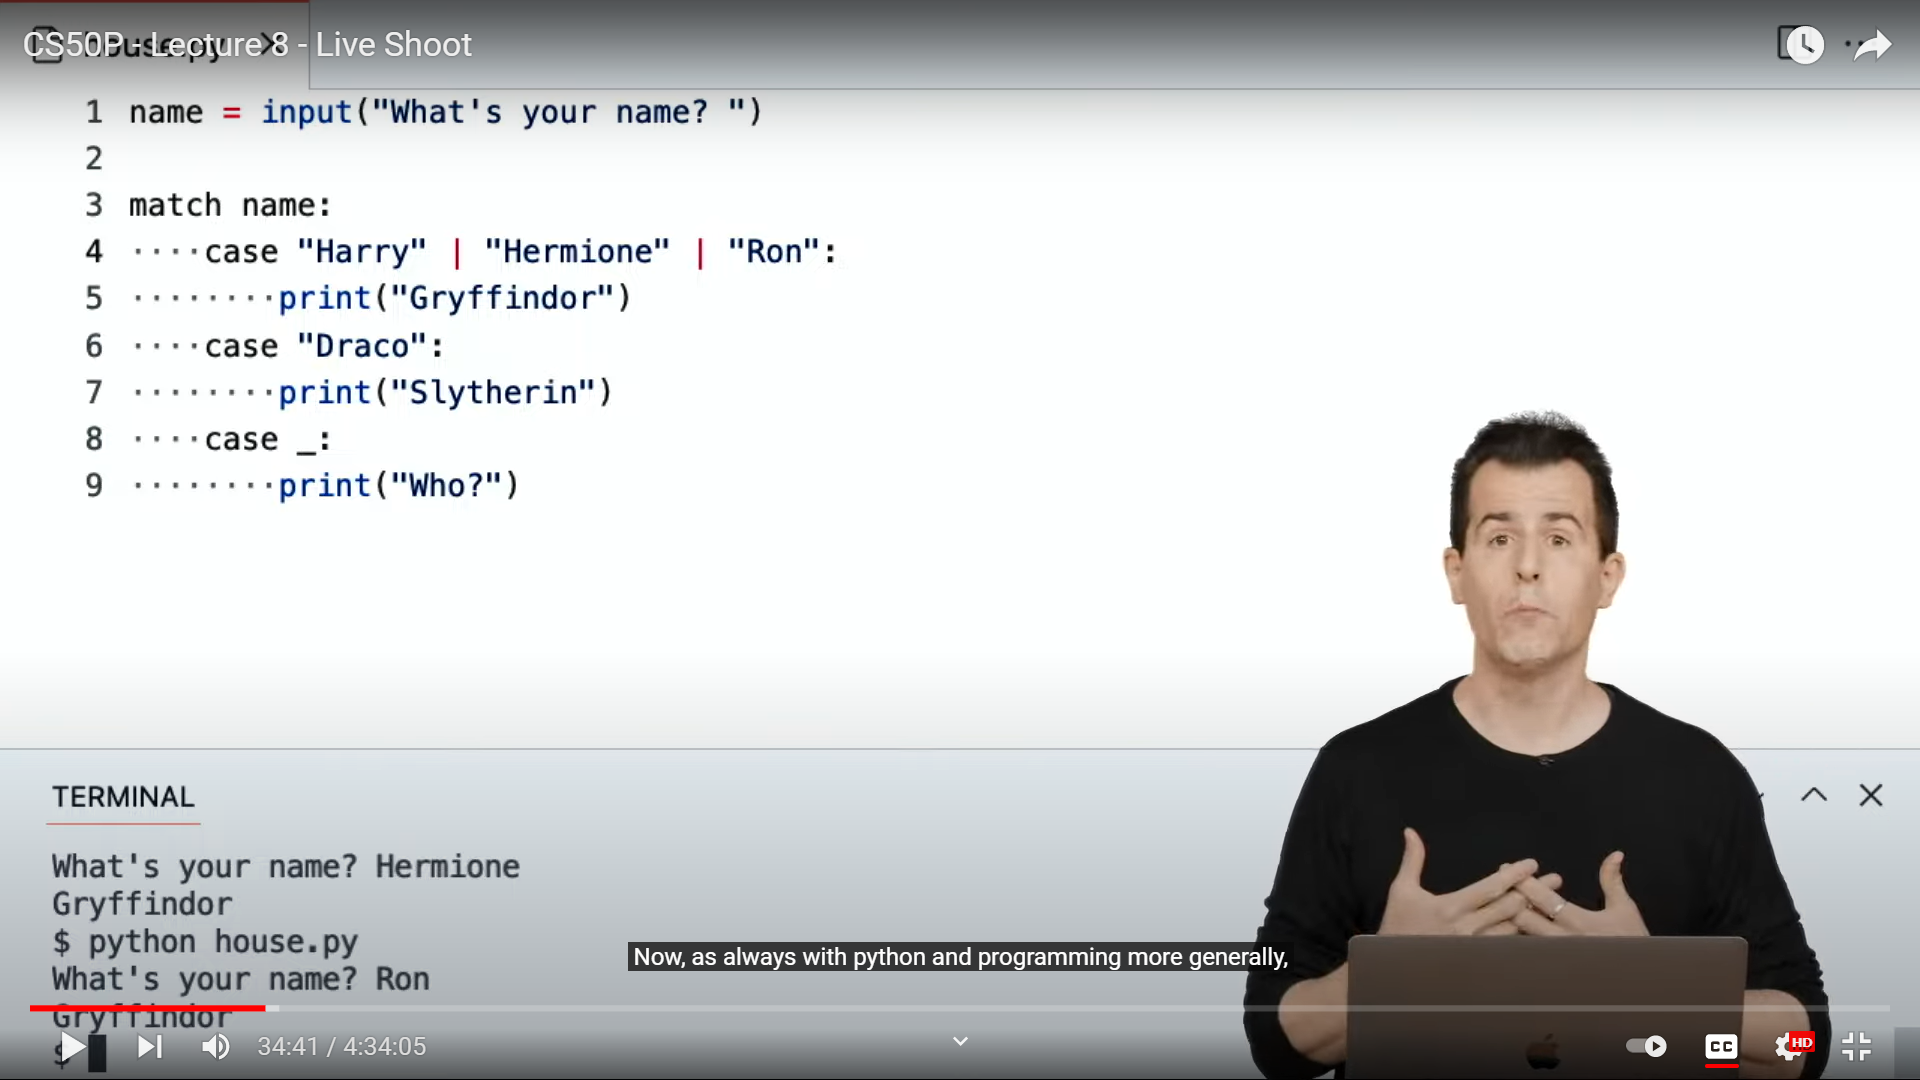 CS50P - Lecture 8 - Live Shoot
house.py
1 name = input("What's your name? ")
2
3 match name:
4 ····case "Harry" | "Hermione" | "Ron":
5 ········print("Gryffindor")
6 ····case "Draco":
7 ········print("Slytherin")
8 ····case _:
9 ········print("Who?")
TERMINAL
What's your name? Hermione
Gryffindor
$ python house.py
What's your name? Ron
Gryffindor
$
Now, as always with python and programming more generally,
34:41 / 4:34:05
CC
HD